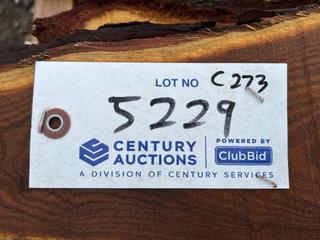 LOT NO C273
5229
CENTURY AUCTIONS
POWERED BY ClubBid
A DIVISION OF CENTURY SERVICES